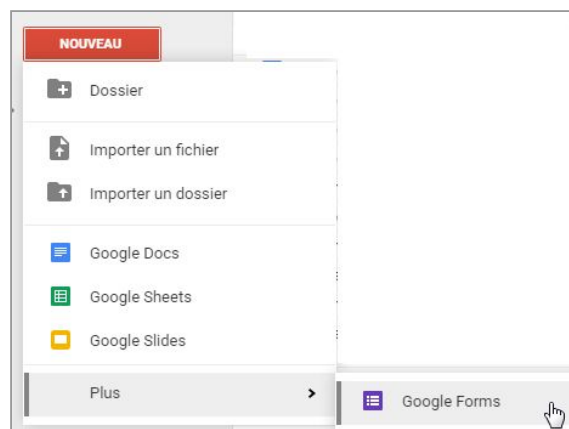 NOUVEAU
Dossier
Importer un fichier
Importer un dossier
Google Docs
Google Sheets
Google Slides
Plus
Google Forms